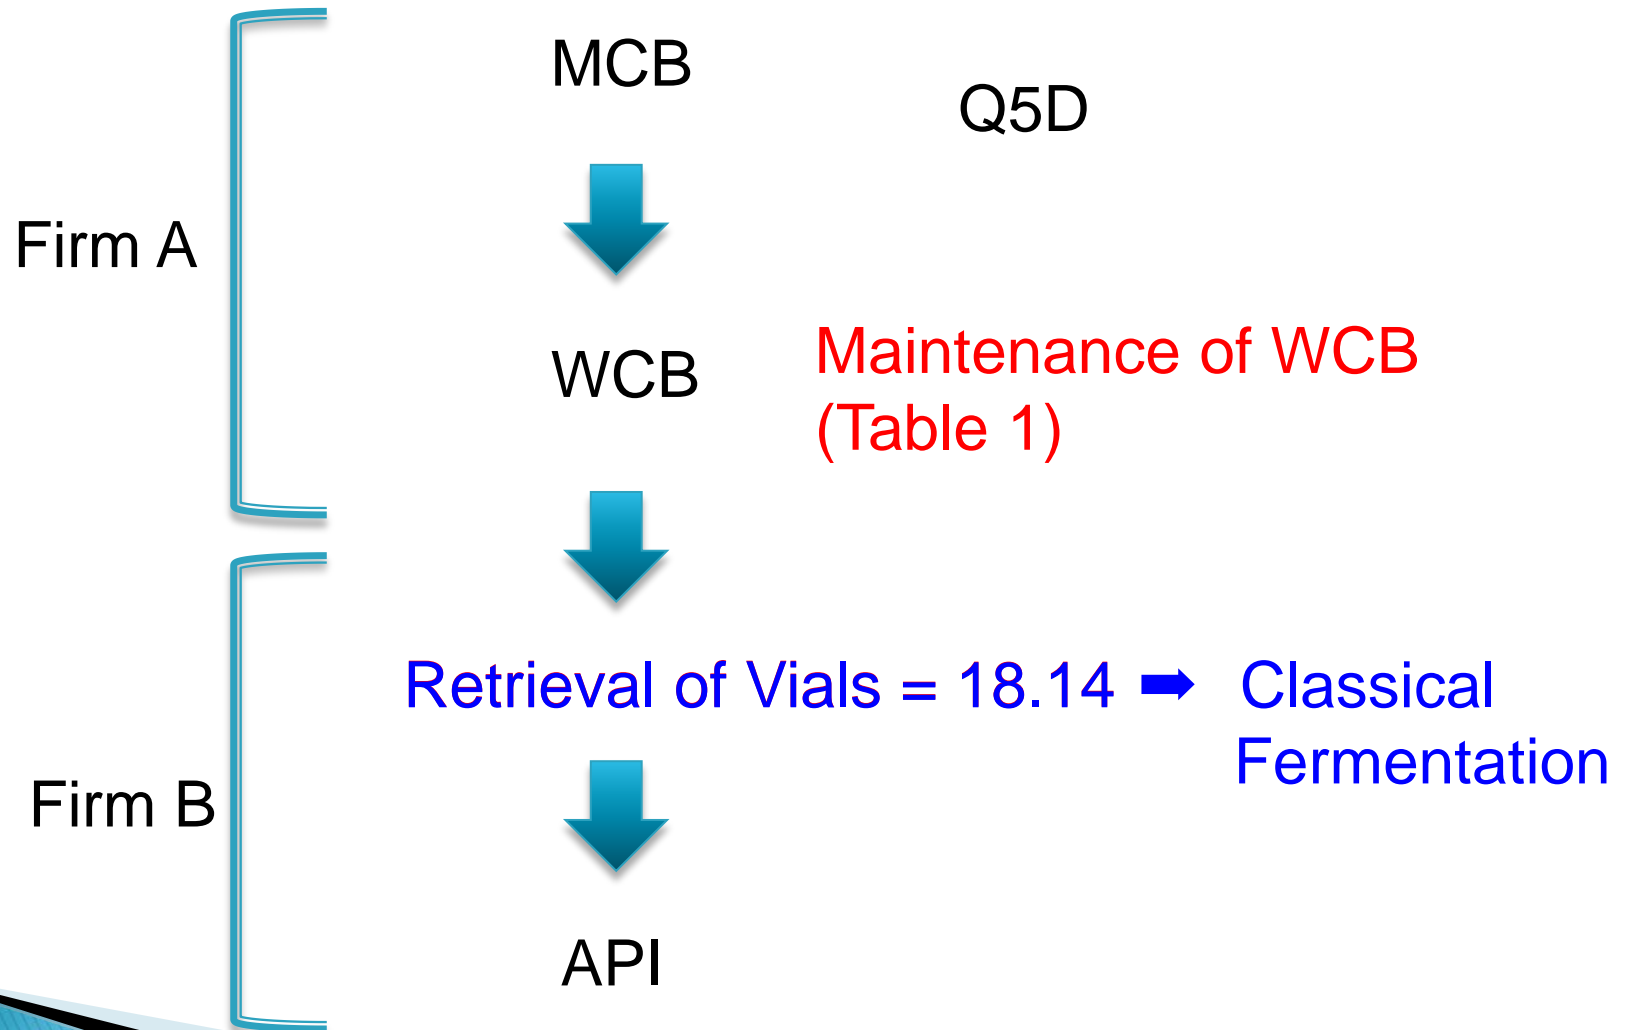 MCB
Q5D
Firm A
WCB
Maintenance of WCB
(Table 1)
Retrieval of Vials = 18.14 ➡ Classical
Fermentation
Firm B
API